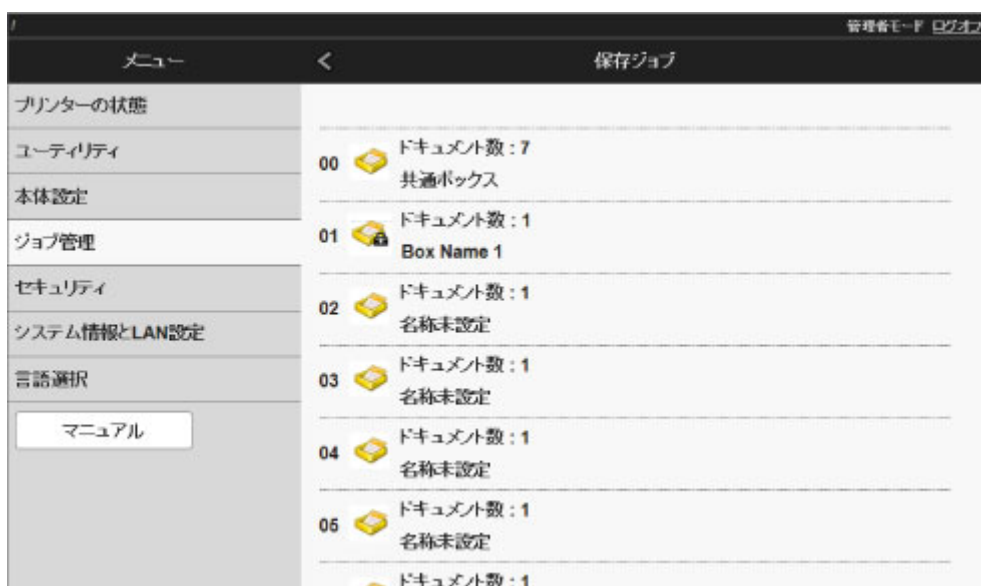 /
管理者モード ログオフ
メニュー
< 保存ジョブ
プリンターの状態
ユーティリティ
本体設定
ジョブ管理
セキュリティ
システム情報とLAN設定
言語選択
マニュアル
00
ドキュメント数 : 7
共通ボックス
01
ドキュメント数 : 1
Box Name 1
02
ドキュメント数 : 1
名称未設定
03
ドキュメント数 : 1
名称未設定
04
ドキュメント数 : 1
名称未設定
05
ドキュメント数 : 1
名称未設定
ドキュメント数 : 1